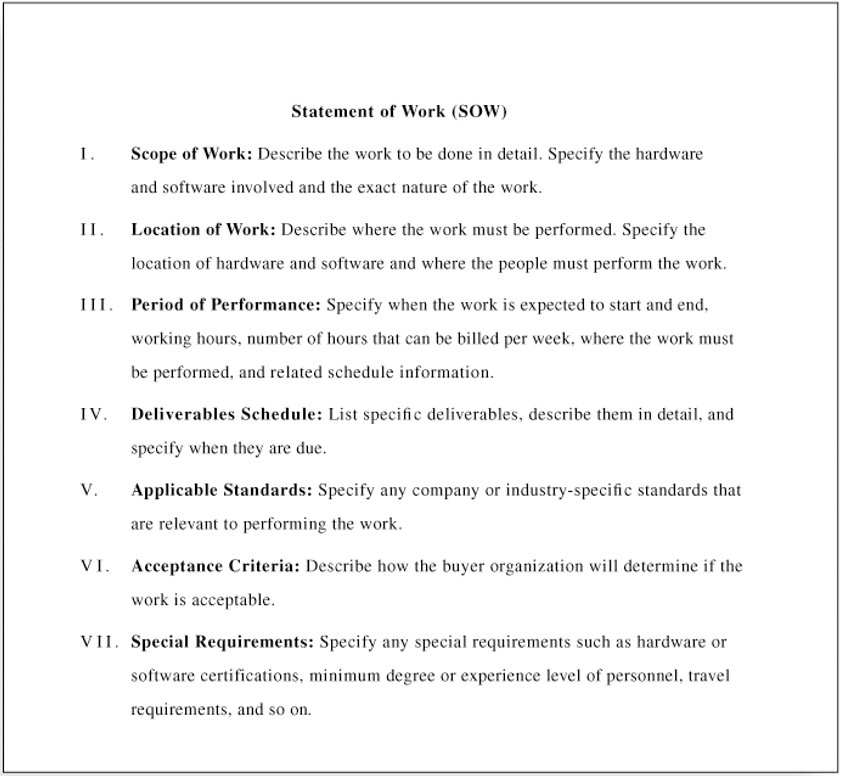 Statement of Work (SOW)
I. Scope of Work: Describe the work to be done in detail. Specify the hardware
and software involved and the exact nature of the work.
II. Location of Work: Describe where the work must be performed. Specify the
location of hardware and software and where the people must perform the work.
III. Period of Performance: Specify when the work is expected to start and end,
working hours, number of hours that can be billed per week, where the work must
be performed, and related schedule information.
IV. Deliverables Schedule: List specific deliverables, describe them in detail, and
specify when they are due.
V. Applicable Standards: Specify any company or industry-specific standards that
are relevant to performing the work.
VI. Acceptance Criteria: Describe how the buyer organization will determine if the
work is acceptable.
VII. Special Requirements: Specify any special requirements such as hardware or
software certifications, minimum degree or experience level of personnel, travel
requirements, and so on.